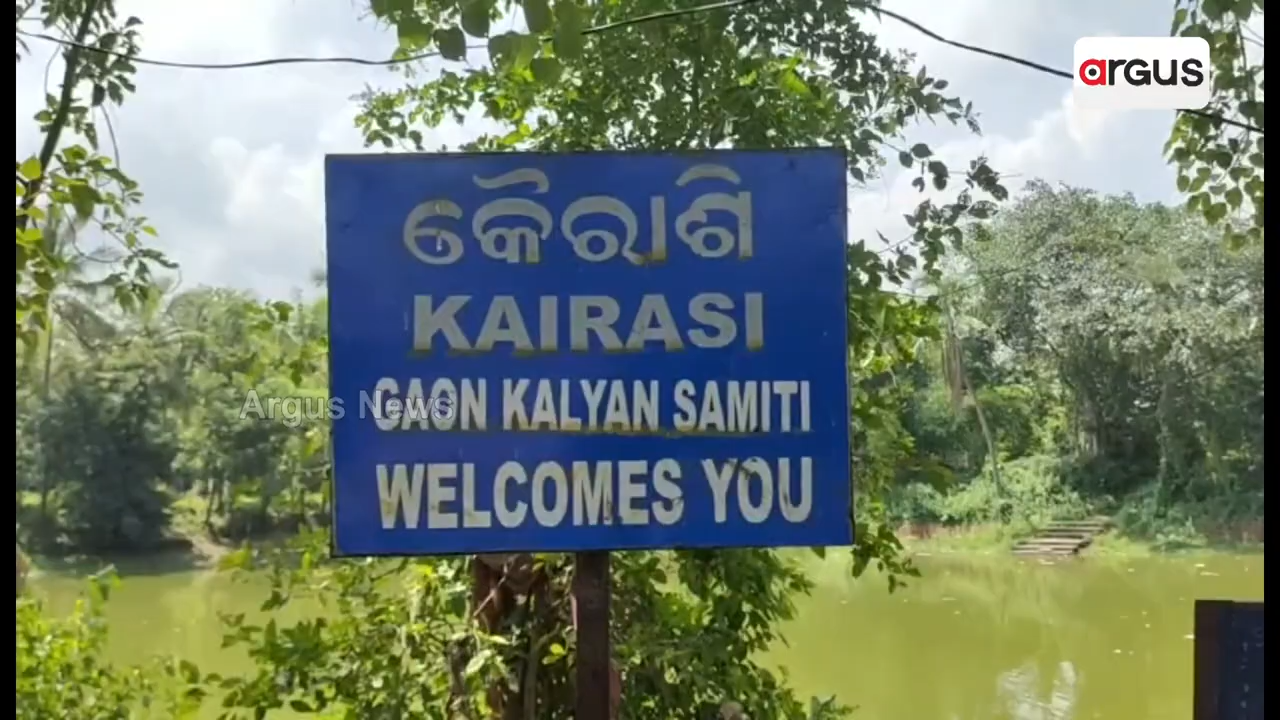 argus
କୈରାଶି
KAIRASI
GAON KALYAN SAMITI
WELCOMES YOU
Argus News